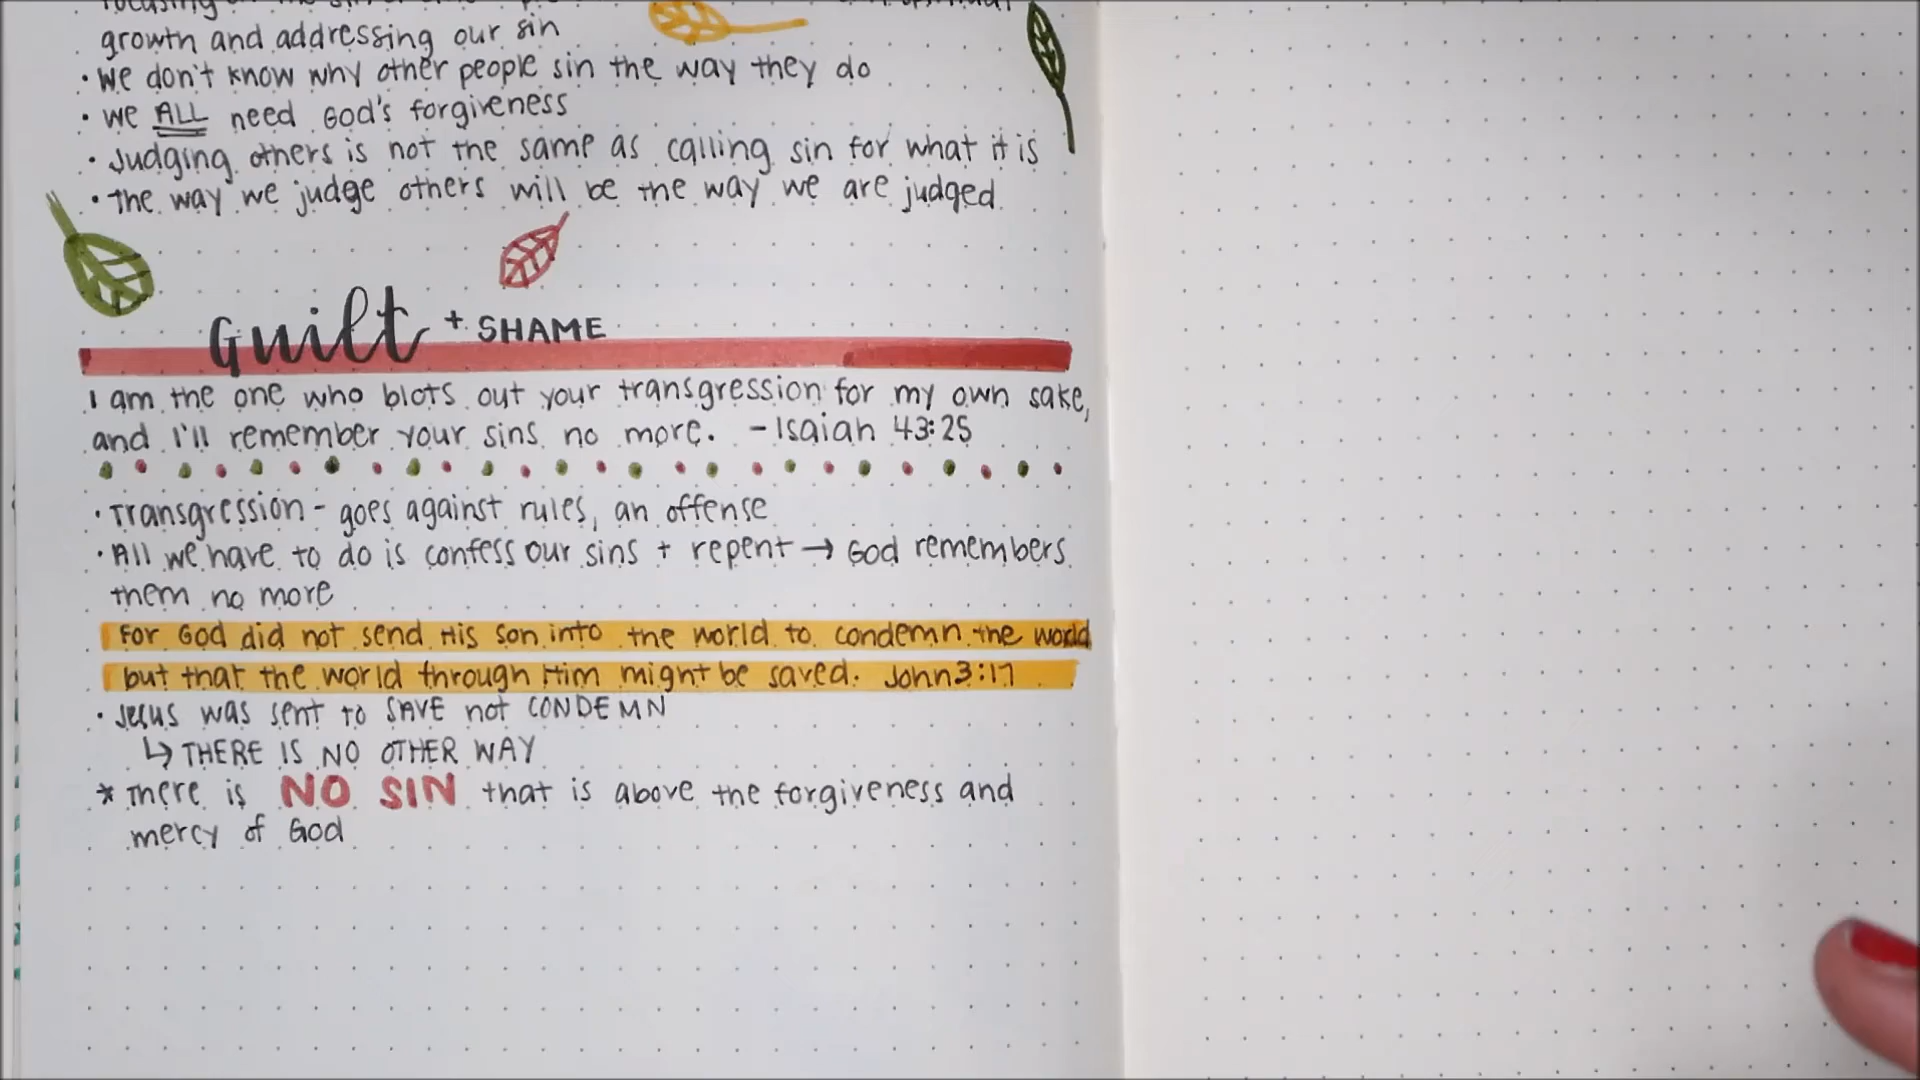 focusing on
growth and addressing our sin
• we don't know why other people sin the way they do
• we ALL need God's forgiveness
• Judging others is not the same as calling sin for what it is
• the way we judge others will be the way we are judged
Guilt + SHAME
I am the one who blots out your transgression for my own sake,
and I'll remember your sins no more. - Isaiah 43:25
• Transgression - goes against rules, an offense
• All we have to do is confess our sins + repent → God remembers
them no more
For God did not send His son into the world to condemn the world
but that the world through Him might be saved. John 3:17
• Jesus was sent to SAVE not CONDEMN
↳ THERE IS NO OTHER WAY
* There is NO SIN that is above the forgiveness and
mercy of God